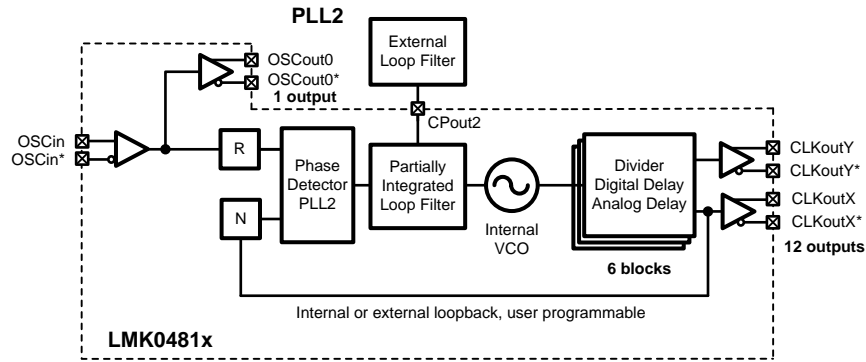 PLL2
External
Loop Filter
OSCout0
OSCout0*
1 output
CPout2
OSCin
OSCin*
R
N
Phase
Detector
PLL2
Partially
Integrated
Loop Filter
Internal
VCO
Divider
Digital Delay
Analog Delay
6 blocks
CLKoutY
CLKoutY*
CLKoutX
CLKoutX*
12 outputs
Internal or external loopback, user programmable
LMK0481x